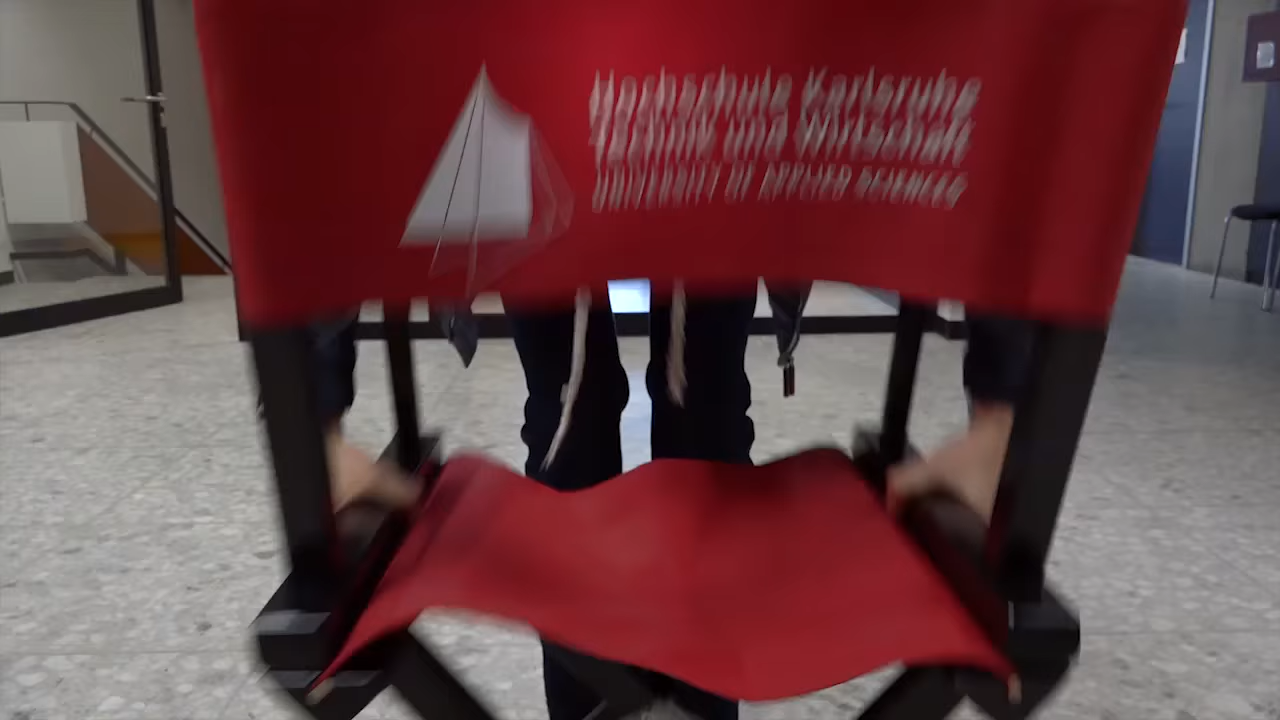 Hochschule Karlsruhe
Technik und Wirtschaft
UNIVERSITY OF APPLIED SCIENCES